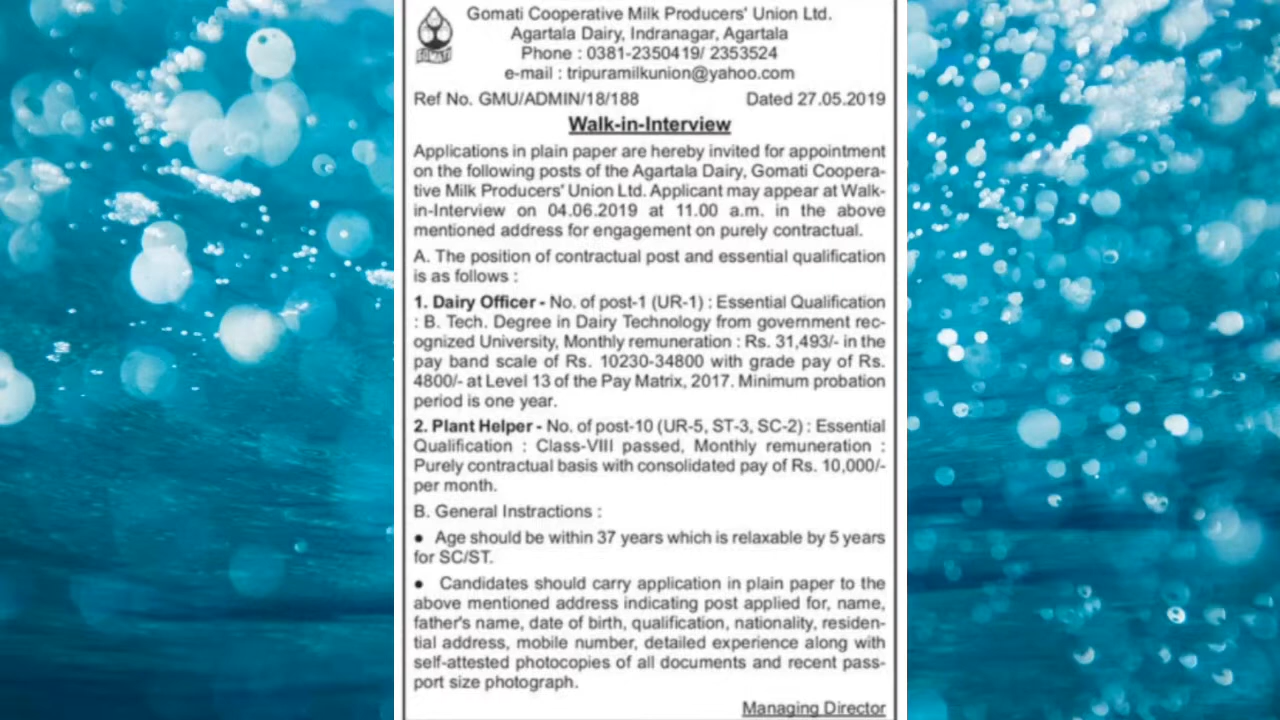 Gomati Cooperative Milk Producers' Union Ltd.
Agartala Dairy, Indranagar, Agartala
Phone : 0381-2350419/ 2353524
e-mail : tripuramilkunion@yahoo.com
Ref No. GMU/ADMIN/18/188 Dated 27.05.2019
Walk-in-Interview
Applications in plain paper are hereby invited for appointment
on the following posts of the Agartala Dairy, Gomati Coopera-
tive Milk Producers' Union Ltd. Applicant may appear at Walk-
in-Interview on 04.06.2019 at 11.00 a.m. in the above
mentioned address for engagement on purely contractual.
A. The position of contractual post and essential qualification
is as follows :
1. Dairy Officer - No. of post-1 (UR-1) : Essential Qualification
: B. Tech. Degree in Dairy Technology from government rec-
ognized University, Monthly remuneration : Rs. 31,493/- in the
pay band scale of Rs. 10230-34800 with grade pay of Rs.
4800/- at Level 13 of the Pay Matrix, 2017. Minimum probation
period is one year.
2. Plant Helper - No. of post-10 (UR-5, ST-3, SC-2) : Essential
Qualification : Class-VIII passed, Monthly remuneration :
Purely contractual basis with consolidated pay of Rs. 10,000/-
per month.
B. General Instructions :
● Age should be within 37 years which is relaxable by 5 years
for SC/ST.
● Candidates should carry application in plain paper to the
above mentioned address indicating post applied for, name,
father's name, date of birth, qualification, nationality, residen-
tial address, mobile number, detailed experience along with
self-attested photocopies of all documents and recent pass-
port size photograph.
Managing Director